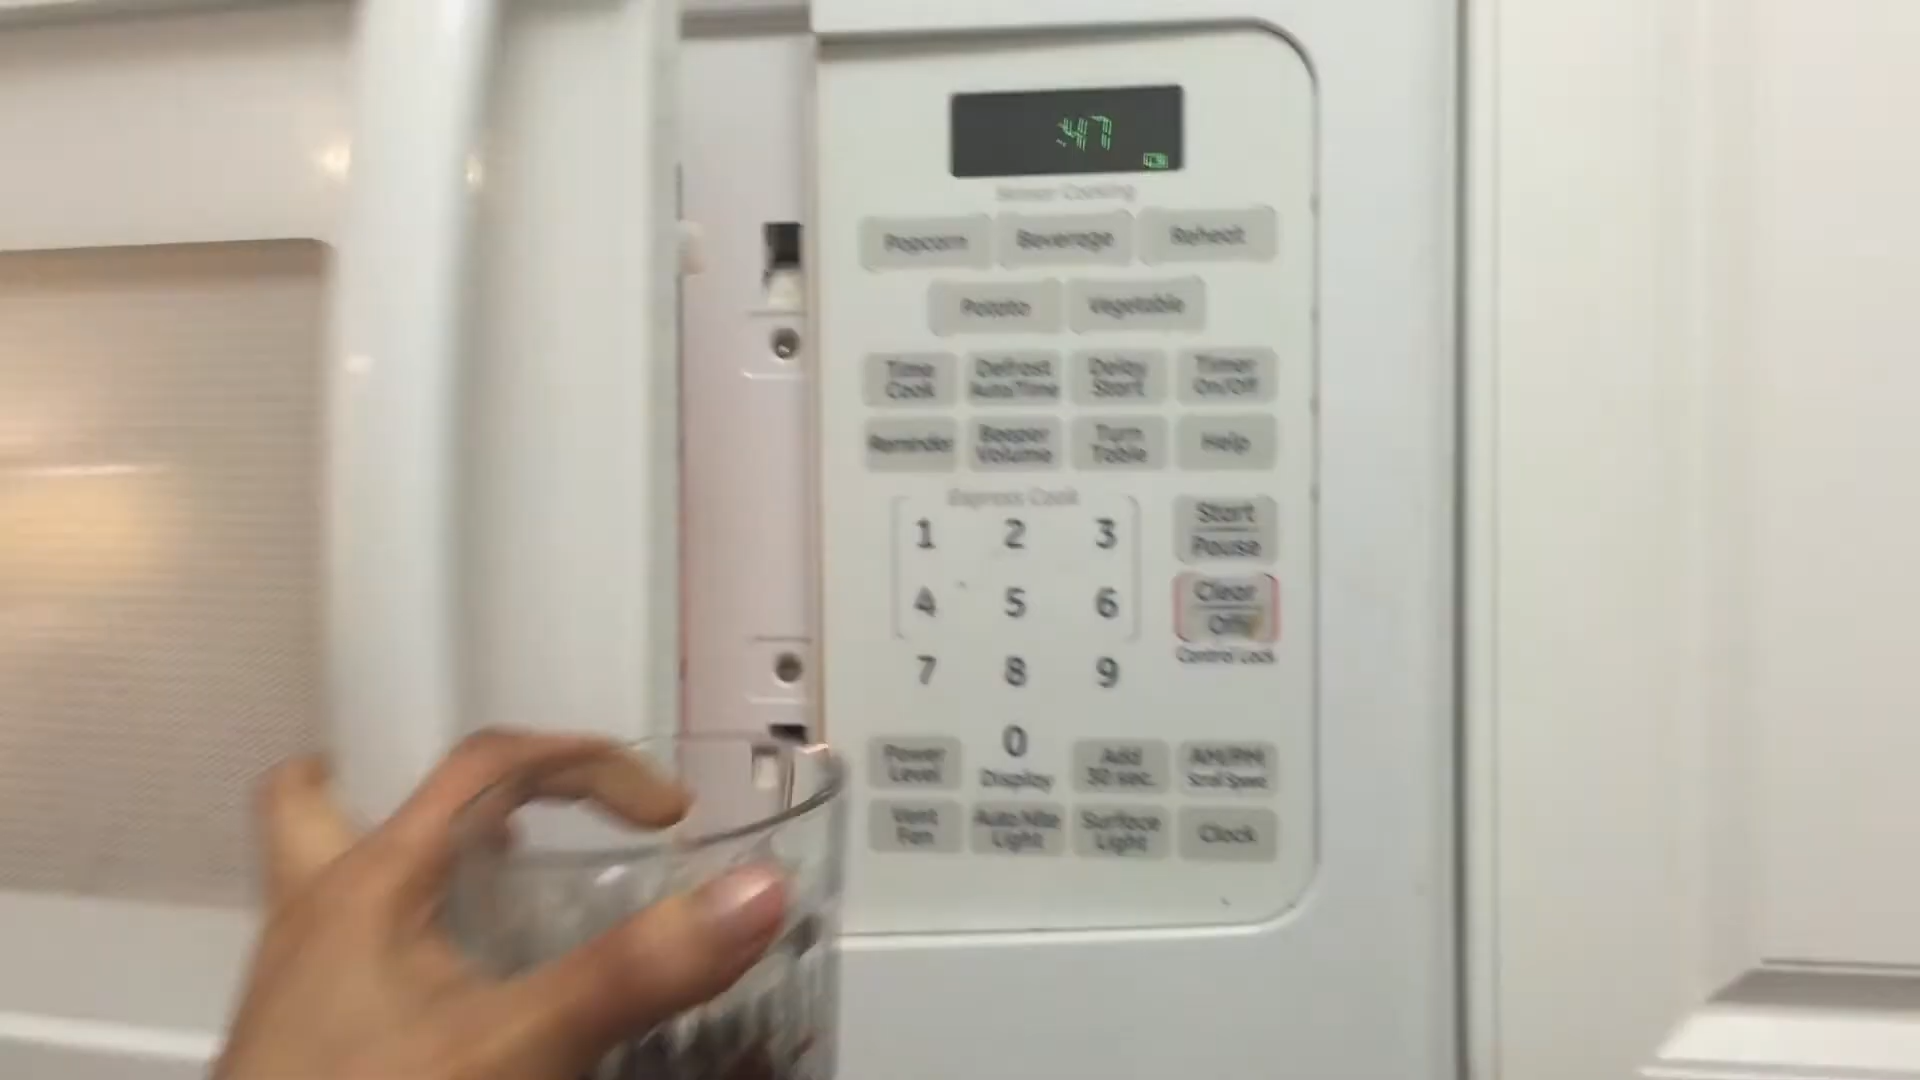 :47
Sensor Cooking
Popcorn Beverage Reheat
Potato Vegetable
Time Cook Defrost Auto/Time Delay Start Timer On/Off
Reminder Beeper Volume Turn Table Help
Express Cook
1 2 3 Start Pause
4 5 6 Clear Off
7 8 9 Control Lock
0 Display
Power Level Add 30 sec. AM/PM Scroll Speed
Vent Fan Auto Nite Light Surface Light Clock